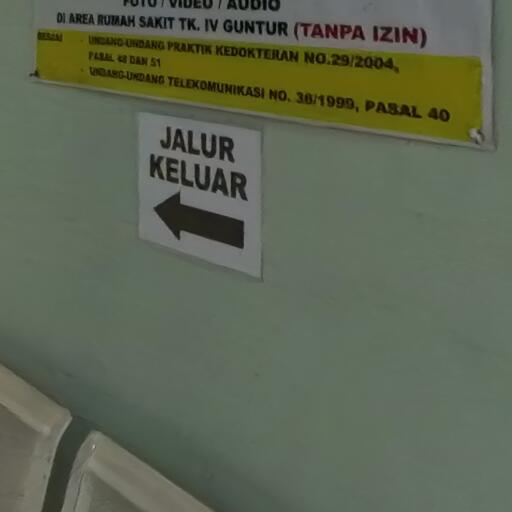 FOTO / VIDEO / AUDIO
DI AREA RUMAH SAKIT TK. IV GUNTUR (TANPA IZIN)
SESUAI - UNDANG-UNDANG PRAKTIK KEDOKTERAN NO.29/2004,
PASAL 48 DAN 51
- UNDANG-UNDANG TELEKOMUNIKASI NO. 36/1999, PASAL 40
JALUR
KELUAR